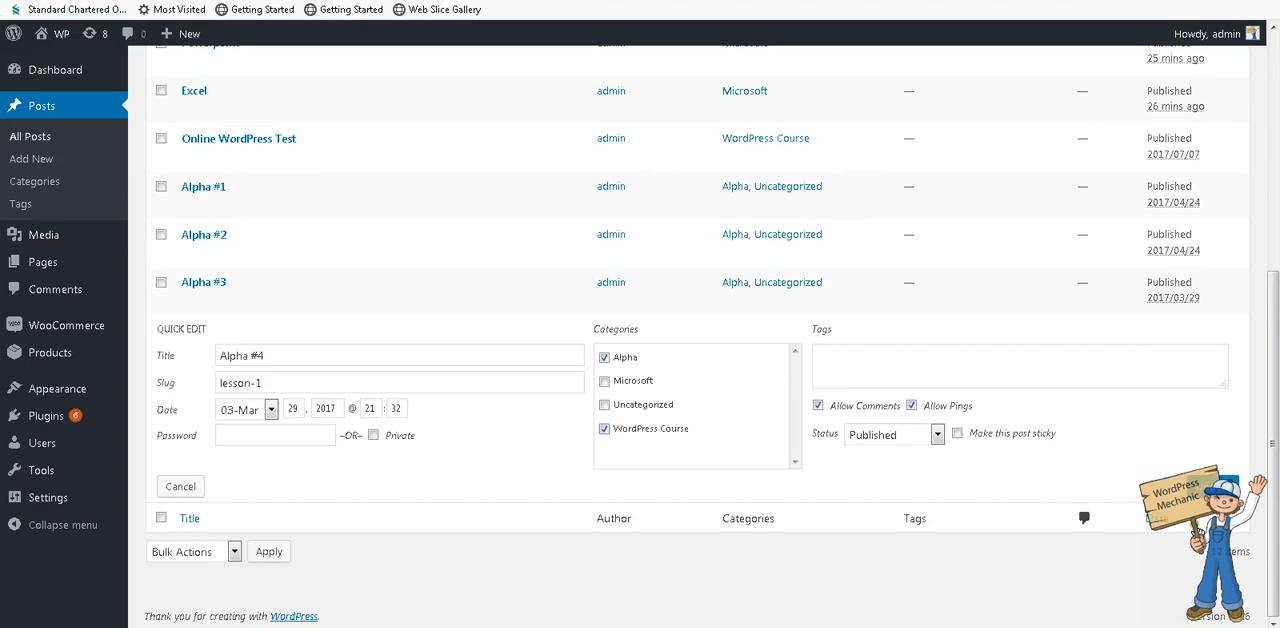 Standard Chartered O... Most Visited Getting Started Getting Started Web Slice Gallery
WP 8 0 New Howdy, admin
Dashboard
Posts
All Posts
Add New
Categories
Tags
Media
Pages
Comments
WooCommerce
Products
Appearance
Plugins 6
Users
Tools
Settings
Collapse menu
Powerpoint admin Microsoft Published
25 mins ago
Excel admin Microsoft — — Published
26 mins ago
Online WordPress Test admin WordPress Course — — Published
2017/07/07
Alpha #1 admin Alpha, Uncategorized — — Published
2017/04/24
Alpha #2 admin Alpha, Uncategorized — — Published
2017/04/24
Alpha #3 admin Alpha, Uncategorized — — Published
2017/03/29
QUICK EDIT Categories Tags
Title Alpha #4
Slug lesson-1
Date 03-Mar 29 , 2017 @ 21 : 32
Password –OR– Private
Alpha
Microsoft
Uncategorized
WordPress Course
Allow Comments Allow Pings
Status Published Make this post sticky
Cancel
WordPress
Mechanic
Title Author Categories Tags
Bulk Actions Apply items
Thank you for creating with WordPress.